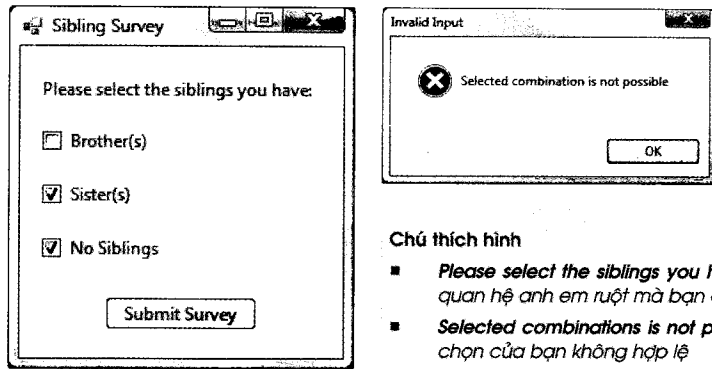 Sibling Survey
Please select the siblings you have:
Brother(s)
Sister(s)
No Siblings
Submit Survey
Invalid Input
Selected combination is not possible
OK
Chú thích hình
Please select the siblings you
quan hệ anh em ruột mà bạn
Selected combinations is not
chọn của bạn không hợp lệ